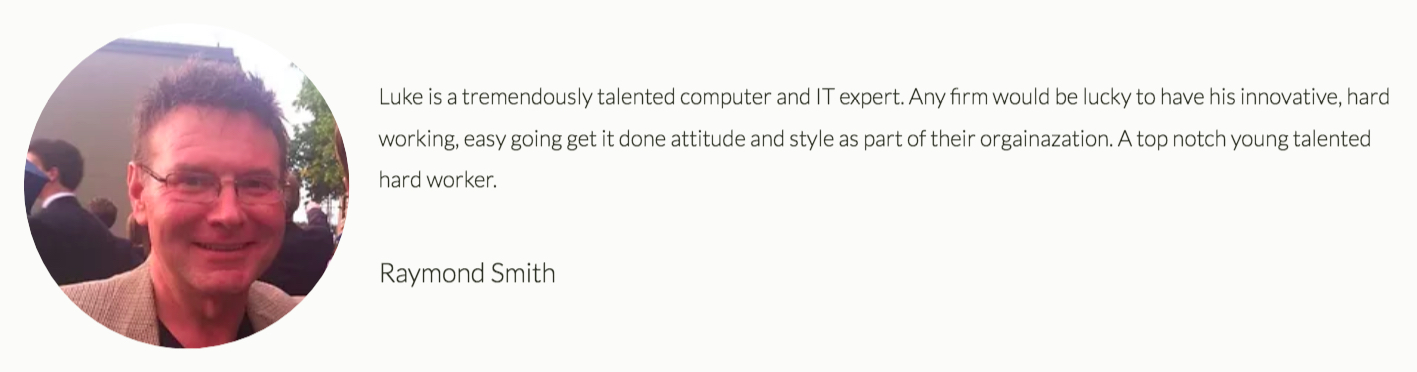 Luke is a tremendously talented computer and IT expert. Any firm would be lucky to have his innovative, hard
working, easy going get it done attitude and style as part of their orgainazation. A top notch young talented
hard worker.
Raymond Smith